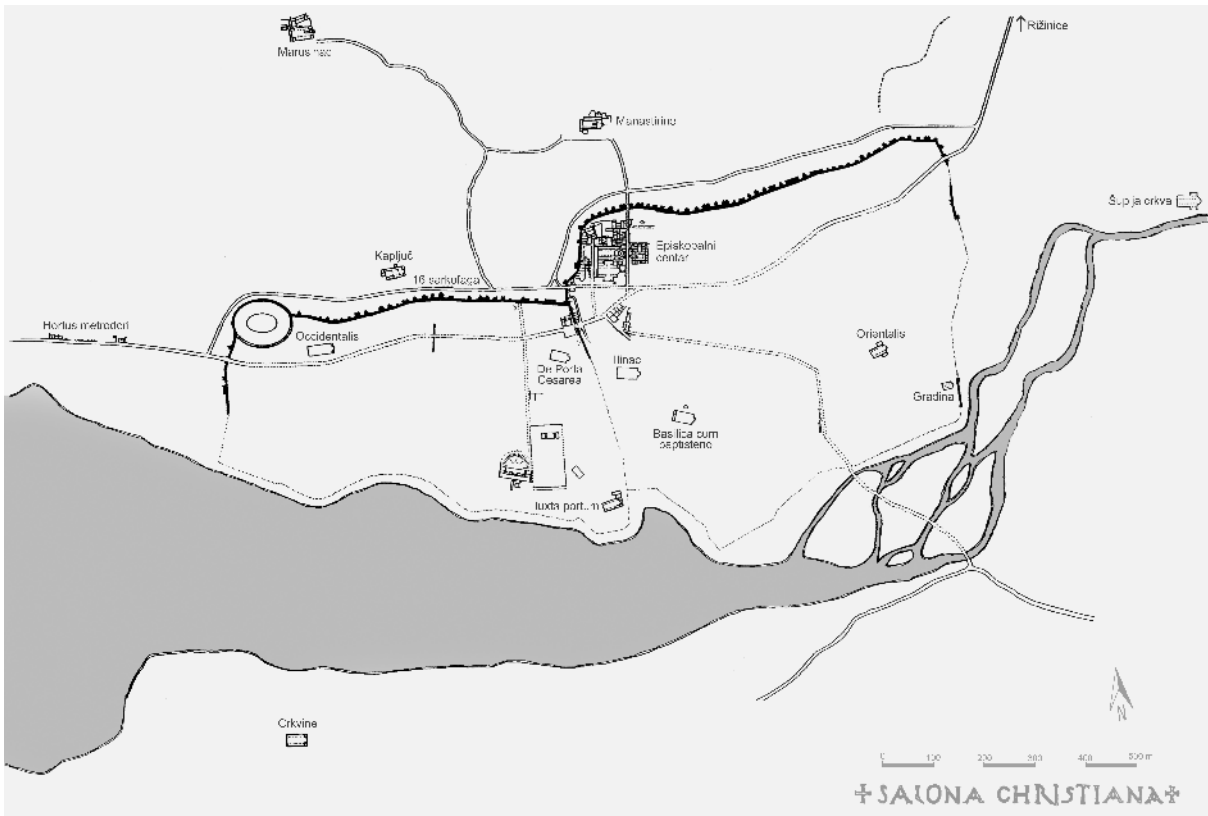 Rižinice
Marusinac
Manastirine
Šuplja crkva
Episkopalni
centar
Kapljuč
16 sarkofaga
Hortus metrodori
Occidentalis
Orientalis
De Porta
Cesarea
Ilinac
Gradina
Basilica cum
baptisterio
Iuxta portum
Crkvine
N
0 100 200 300 400 500 m
SALONA CHRISTIANA